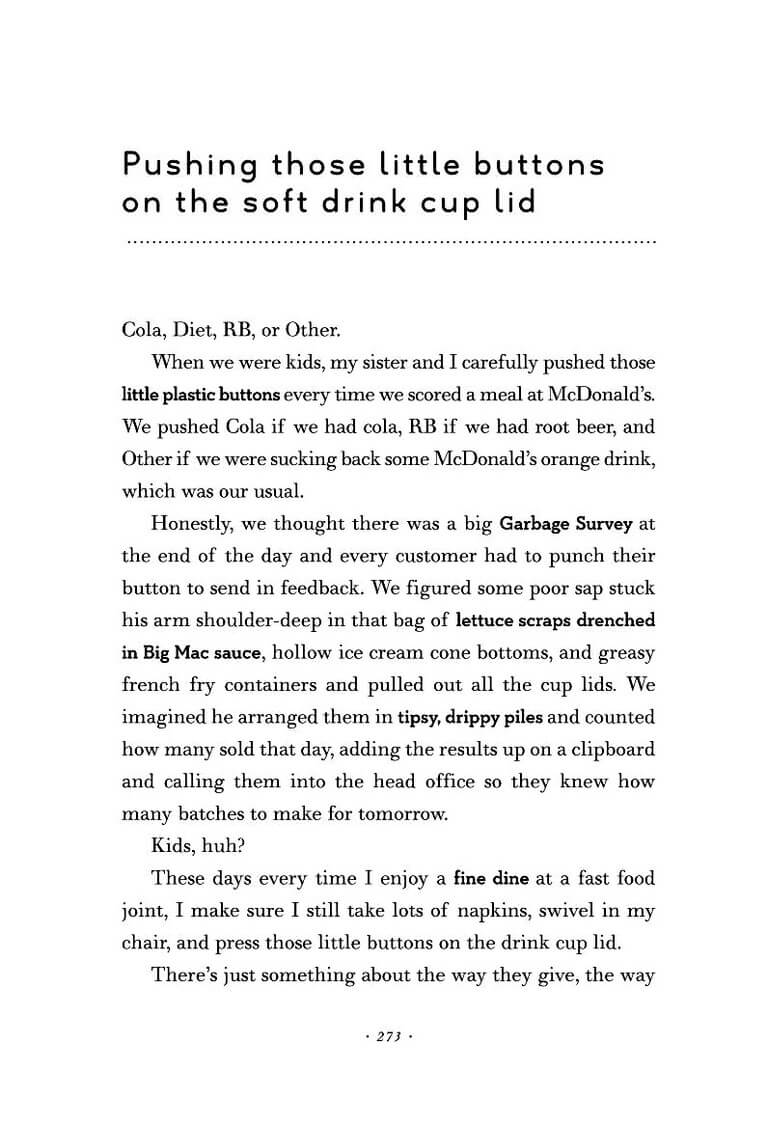 Pushing those little buttons
on the soft drink cup lid
Cola, Diet, RB, or Other.
When we were kids, my sister and I carefully pushed those
little plastic buttons every time we scored a meal at McDonald’s.
We pushed Cola if we had cola, RB if we had root beer, and
Other if we were sucking back some McDonald’s orange drink,
which was our usual.
Honestly, we thought there was a big Garbage Survey at
the end of the day and every customer had to punch their
button to send in feedback. We figured some poor sap stuck
his arm shoulder-deep in that bag of lettuce scraps drenched
in Big Mac sauce, hollow ice cream cone bottoms, and greasy
french fry containers and pulled out all the cup lids. We
imagined he arranged them in tipsy, drippy piles and counted
how many sold that day, adding the results up on a clipboard
and calling them into the head office so they knew how
many batches to make for tomorrow.
Kids, huh?
These days every time I enjoy a fine dine at a fast food
joint, I make sure I still take lots of napkins, swivel in my
chair, and press those little buttons on the drink cup lid.
There’s just something about the way they give, the way
· 273 ·